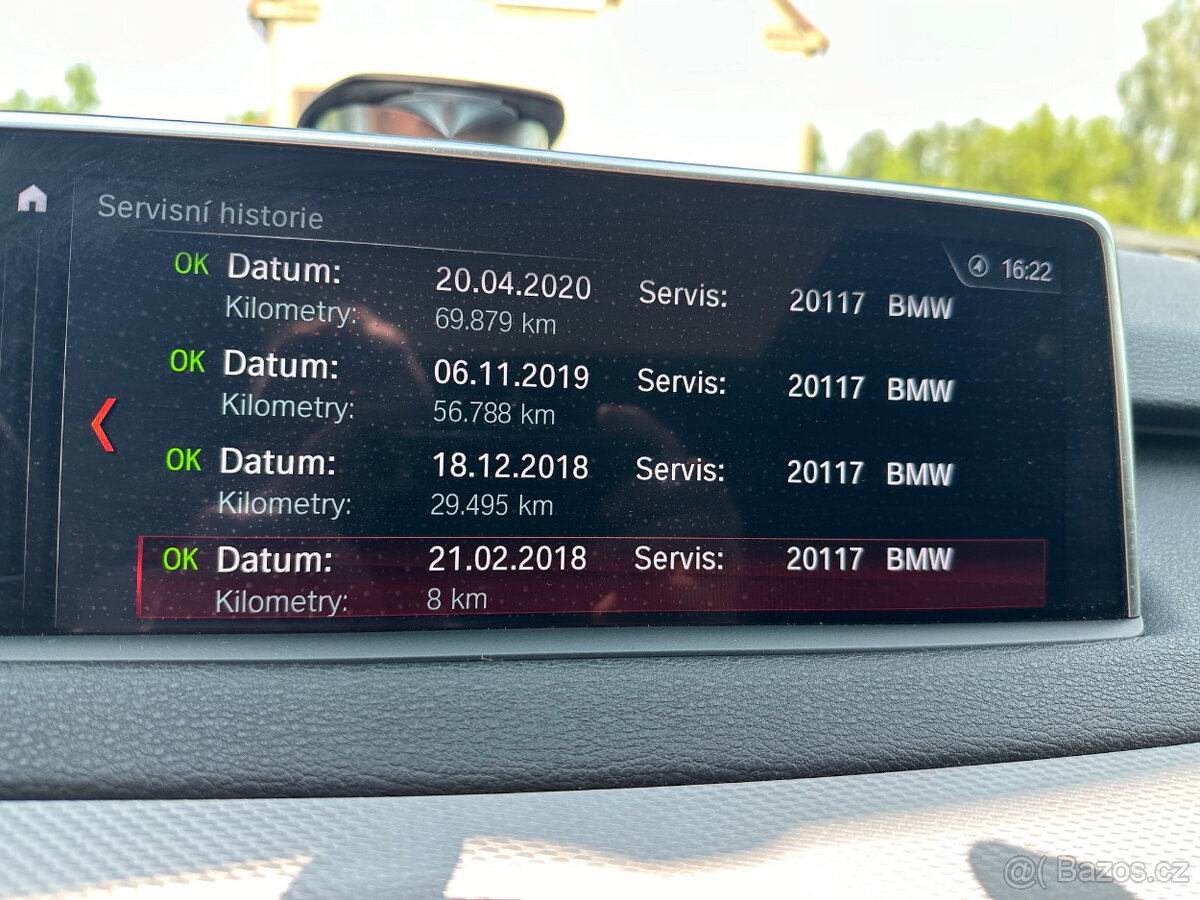 Servisní historie
16:22
OK Datum: 20.04.2020 Servis: 20117 BMW
Kilometry: 69.879 km
OK Datum: 06.11.2019 Servis: 20117 BMW
Kilometry: 56.788 km
OK Datum: 18.12.2018 Servis: 20117 BMW
Kilometry: 29.495 km
OK Datum: 21.02.2018 Servis: 20117 BMW
Kilometry: 8 km
@( Bazos.cz